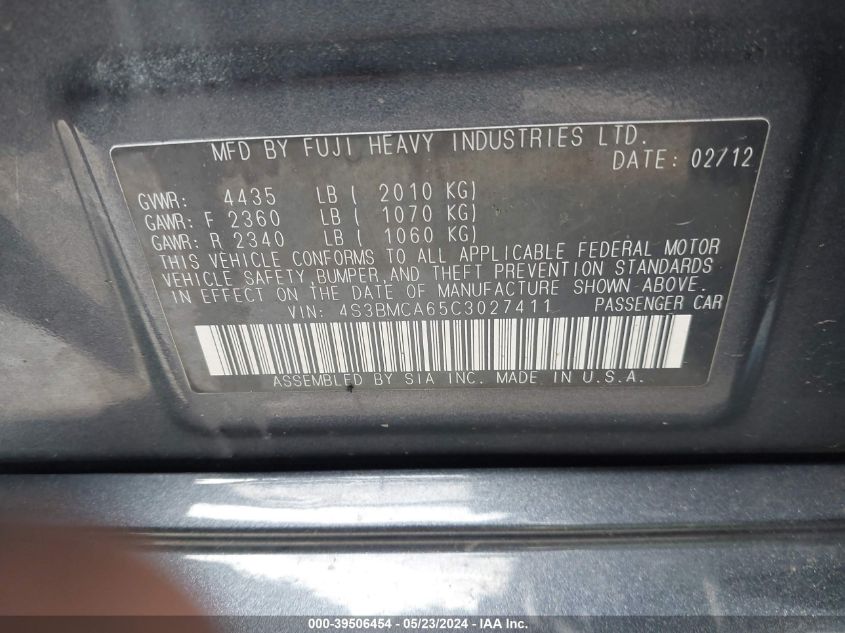 MFD BY FUJI HEAVY INDUSTRIES LTD.
DATE: 02/12
GVWR: 4435 LB ( 2010 KG)
GAWR: F 2360 LB ( 1070 KG)
GAWR: R 2340 LB ( 1060 KG)
THIS VEHICLE CONFORMS TO ALL APPLICABLE FEDERAL MOTOR
VEHICLE SAFETY,BUMPER,AND THEFT PREVENTION STANDARDS
IN EFFECT ON THE DATE OF MANUFACTURE SHOWN ABOVE.
VIN: 4S3BMCA65C3027411 PASSENGER CAR
ASSEMBLED BY SIA INC. MADE IN U.S.A.
000-39506454 - 05/23/2024 - IAA Inc.